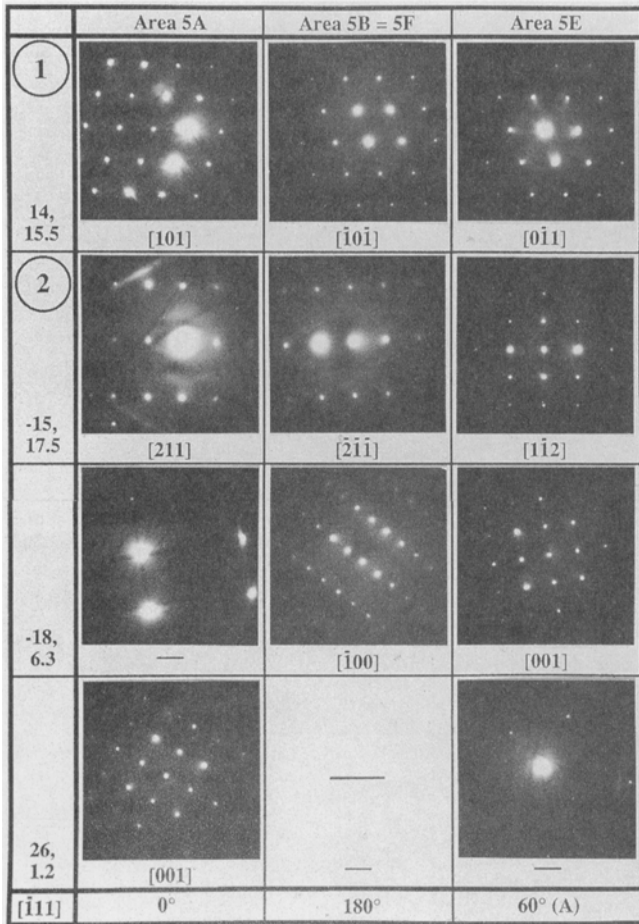 Area 5A Area 5B = 5F Area 5E
1
14,
15.5
[101] [1̄01̄] [01̄1]
2
-15,
17.5
[211] [2̄1̄1̄] [11̄2]
-18,
6.3
— [1̄00] [001]
26,
1.2
[001] — —
[1̄11] 0° 180° 60° (A)